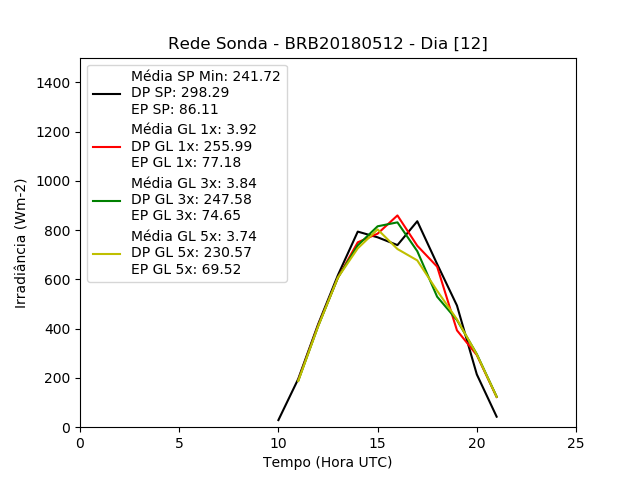 Rede Sonda - BRB20180512 - Dia [12]
Média SP Min: 241.72
DP SP: 298.29
EP SP: 86.11
Média GL 1x: 3.92
DP GL 1x: 255.99
EP GL 1x: 77.18
Média GL 3x: 3.84
DP GL 3x: 247.58
EP GL 3x: 74.65
Média GL 5x: 3.74
DP GL 5x: 230.57
EP GL 5x: 69.52
Irradiância (Wm-2)
1400
1200
1000
800
600
400
200
0
0 5 10 15 20 25
Tempo (Hora UTC)